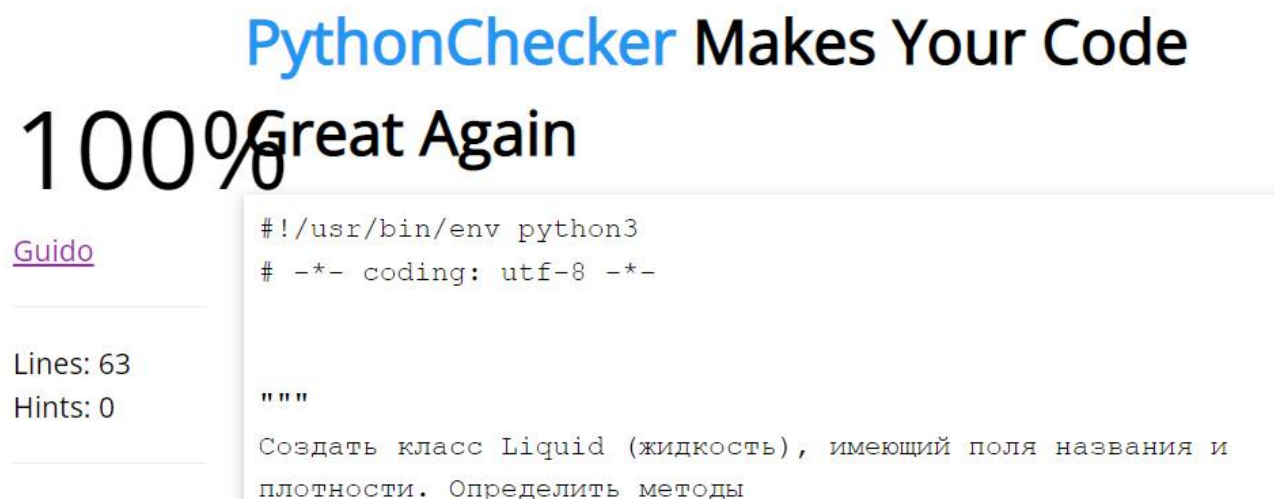 PythonChecker Makes Your Code
Great Again
100%
Guido
Lines: 63
Hints: 0
#!/usr/bin/env python3
# -*- coding: utf-8 -*-
"""
Создать класс Liquid (жидкость), имеющий поля названия и
плотности. Определить методы